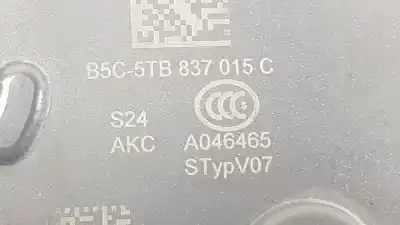 B5C-5TB 837 015 C
CCC
S24
AKC A046465
STypV07